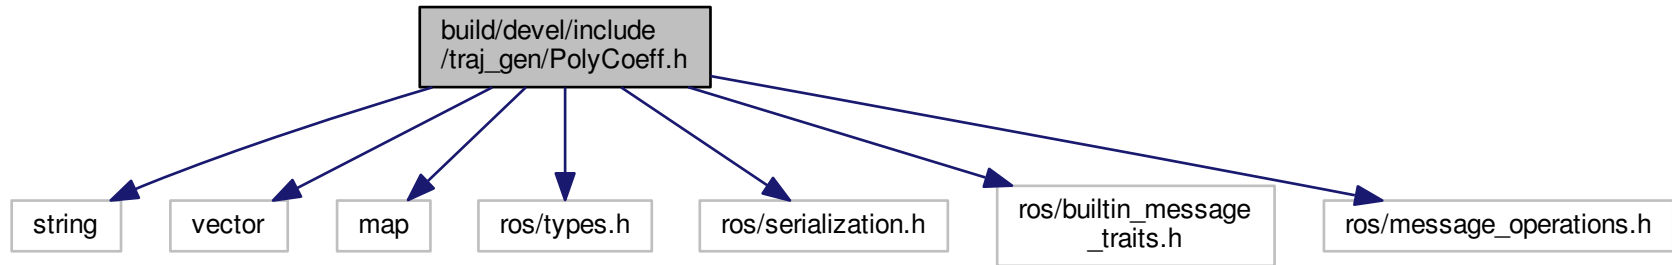 build/devel/include
/traj_gen/PolyCoeff.h
string
vector
map
ros/types.h
ros/serialization.h
ros/builtin_message
_traits.h
ros/message_operations.h